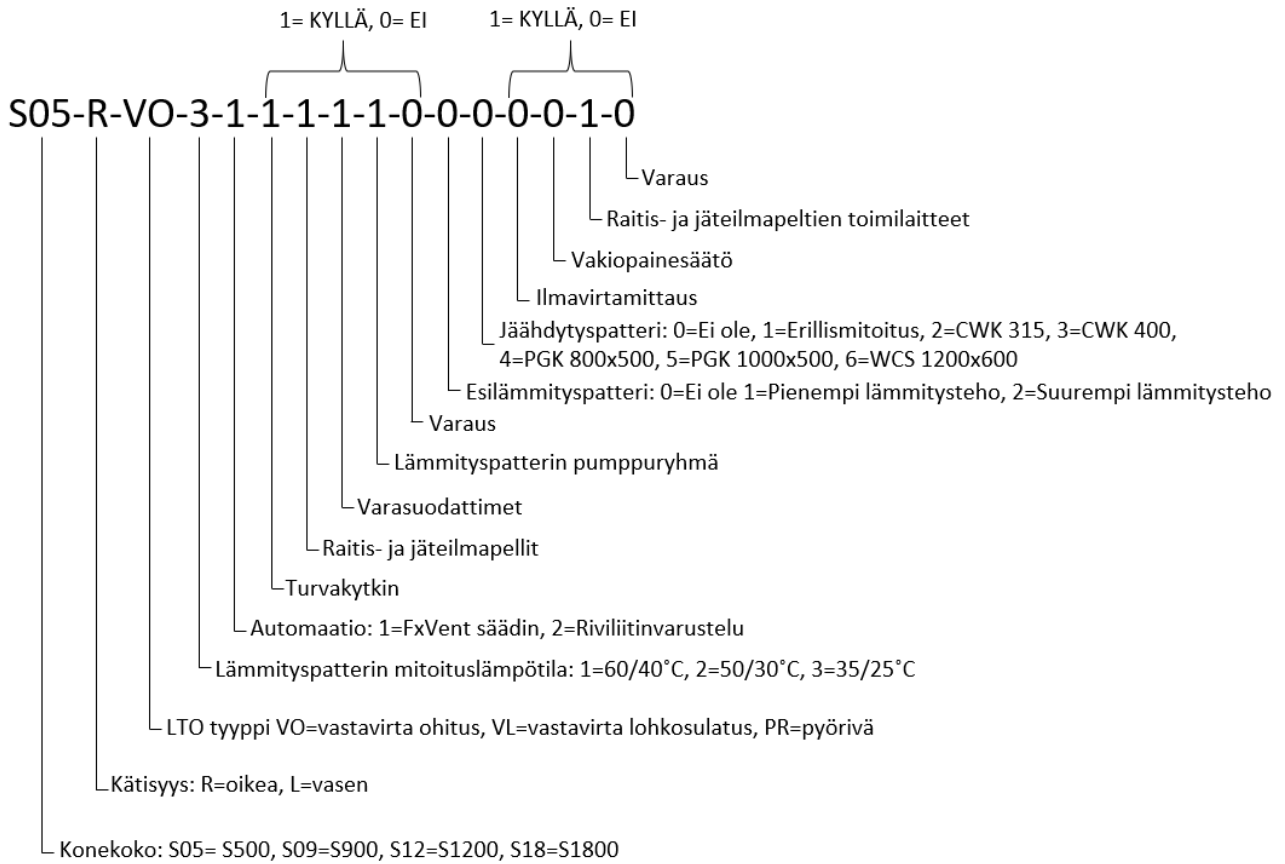 1= KYLLÄ, 0= EI
1= KYLLÄ, 0= EI
S05-R-VO-3-1-1-1-1-1-0-0-0-0-0-1-0
Varaus
Raitis- ja jäteilmapeltien toimilaitteet
Vakiopainesäätö
Ilmavirtamittaus
Jäähdytyspatteri: 0=Ei ole, 1=Erillismitoitus, 2=CWK 315, 3=CWK 400,
4=PGK 800x500, 5=PGK 1000x500, 6=WCS 1200x600
Esilämmityspatteri: 0=Ei ole 1=Pienempi lämmitysteho, 2=Suurempi lämmitysteho
Varaus
Lämmityspatterin pumppuryhmä
Varasuodattimet
Raitis- ja jäteilmapellit
Turvakytkin
Automaatio: 1=FxVent säädin, 2=Riviliitinvarustelu
Lämmityspatterin mitoituslämpötila: 1=60/40˚C, 2=50/30˚C, 3=35/25˚C
LTO tyyppi VO=vastavirta ohitus, VL=vastavirta lohkosulatus, PR=pyörivä
Kätisyys: R=oikea, L=vasen
Konekoko: S05= S500, S09=S900, S12=S1200, S18=S1800